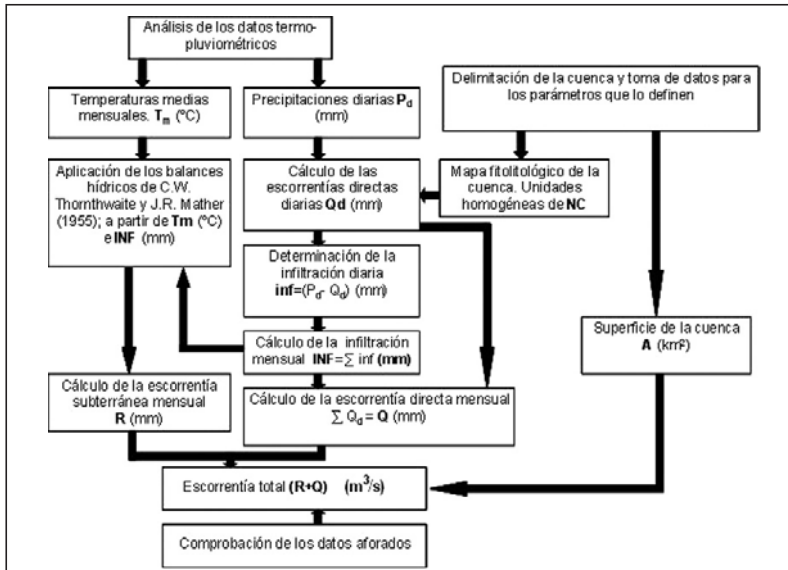 Análisis de los datos termo-
pluviométricos
Temperaturas medias
mensuales. Tm (ºC)
Precipitaciones diarias Pd
(mm)
Delimitación de la cuenca y toma de datos para
los parámetros que lo definen
Aplicación de los balances
hídricos de C.W.
Thornthwaite y J.R. Mather
(1955); a partir de Tm (ºC)
e INF (mm)
Cálculo de las
escorrentías directas
diarias Qd (mm)
Mapa fitolitológico de la
cuenca. Unidades
homogéneas de NC
Determinación de la
infiltración diaria
inf=(Pd- Qd) (mm)
Cálculo de la infiltración
mensual INF=∑ inf (mm)
Superficie de la cuenca
A (km²)
Cálculo de la escorrentía
subterránea mensual
R (mm)
Cálculo de la escorrentía directa mensual
∑ Qd = Q (mm)
Escorrentía total (R+Q) (m³/s)
Comprobación de los datos aforados